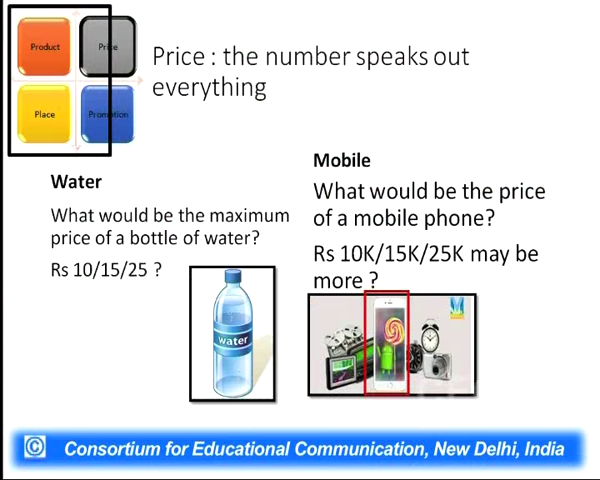 Product
Price
Place
Promotion
Price : the number speaks out
everything
Water
What would be the maximum
price of a bottle of water?
Rs 10/15/25 ?
water
Mobile
What would be the price
of a mobile phone?
Rs 10K/15K/25K may be
more ?
© Consortium for Educational Communication, New Delhi, India